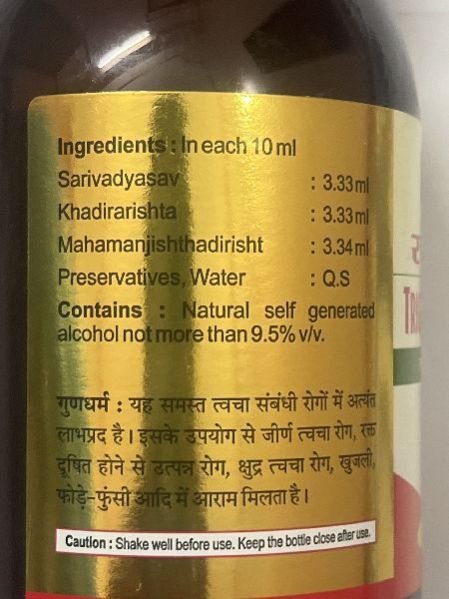 Ingredients : In each 10 ml
Sarivadyasav : 3.33 ml
Khadirarishta : 3.33 ml
Mahamanjishthadirisht : 3.34 ml
Preservatives, Water : Q.S
Contains : Natural self generated
alcohol not more than 9.5% v/v.
गुणधर्म : यह समस्त त्वचा संबंधी रोगों में अत्यंत
लाभप्रद है। इसके उपयोग से जीर्ण त्वचा रोग, रक्त
दूषित होने से उत्पन्न रोग, क्षुद्र त्वचा रोग, खुजली,
फोड़े-फुंसी आदि में आराम मिलता है।
Caution : Shake well before use. Keep the bottle close after use.